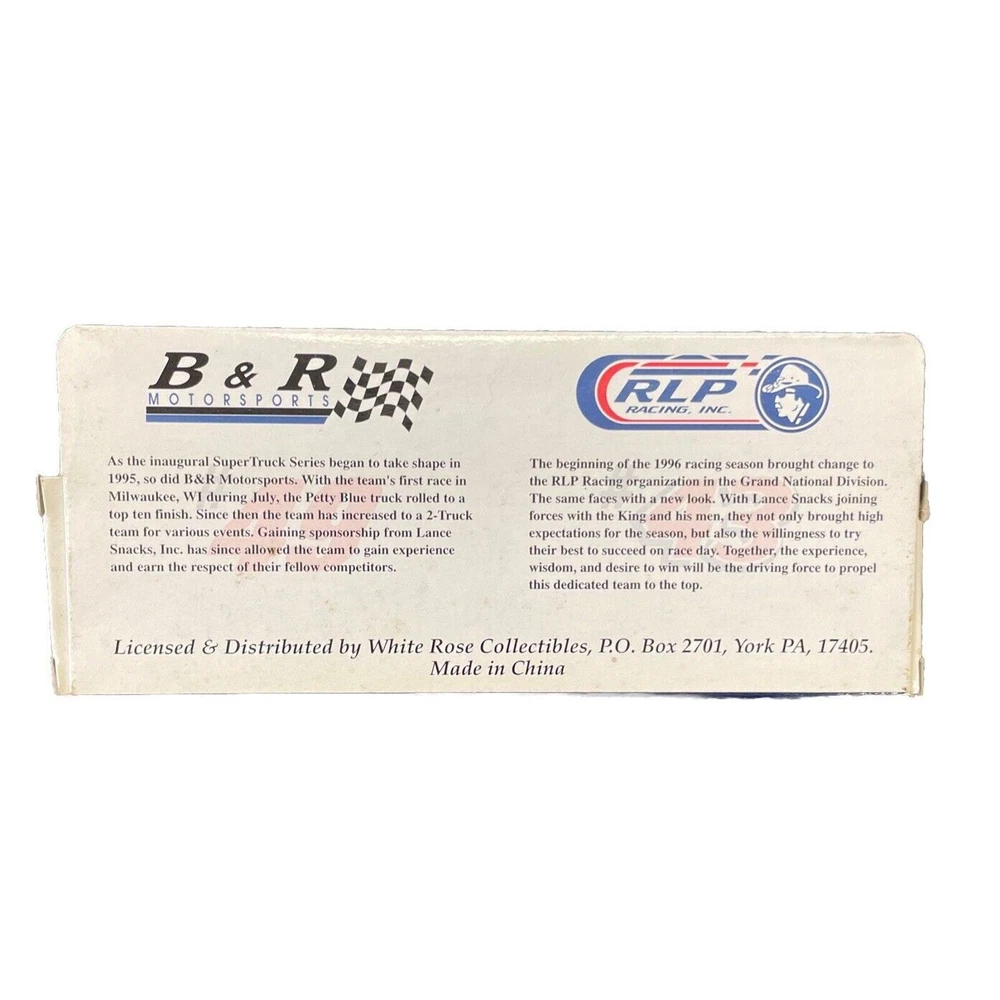 B & R
MOTORSPORTS
As the inaugural SuperTruck Series began to take shape in
1995, so did B&R Motorsports. With the team's first race in
Milwaukee, WI during July, the Petty Blue truck rolled to a
top ten finish. Since then the team has increased to a 2-Truck
team for various events. Gaining sponsorship from Lance
Snacks, Inc. has since allowed the team to gain experience
and earn the respect of their fellow competitors.
RLP
RACING, INC.
The beginning of the 1996 racing season brought change to
the RLP Racing organization in the Grand National Division.
The same faces with a new look. With Lance Snacks joining
forces with the King and his men, they not only brought high
expectations for the season, but also the willingness to try
their best to succeed on race day. Together, the experience,
wisdom, and desire to win will be the driving force to propel
this dedicated team to the top.
Licensed & Distributed by White Rose Collectibles, P.O. Box 2701, York PA, 17405.
Made in China